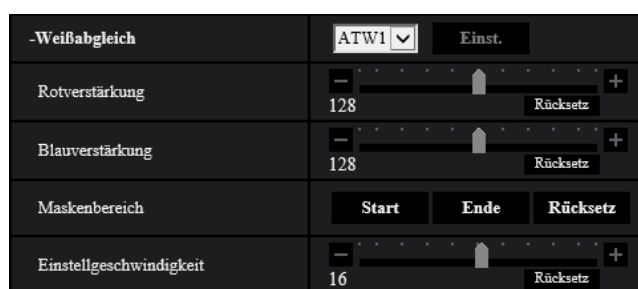 -Weißabgleich ATW1 Einst.
Rotverstärkung
128 Rücksetz
Blauverstärkung
128 Rücksetz
Maskenbereich Start Ende Rücksetz
Einstellgeschwindigkeit
16 Rücksetz